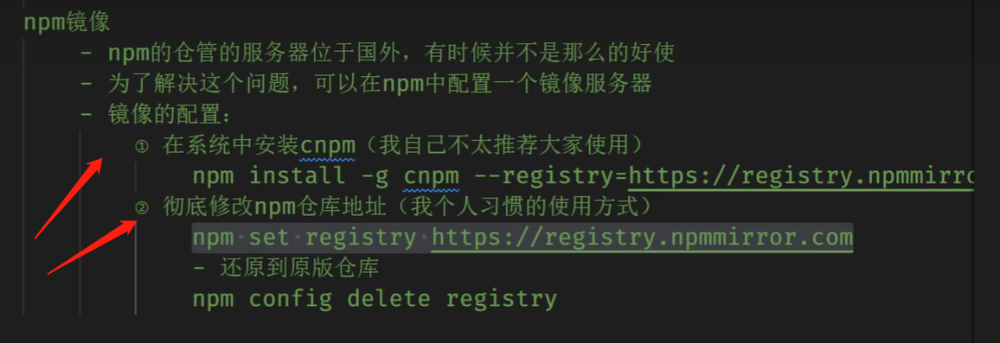 npm镜像
- npm的仓管的服务器位于国外，有时候并不是那么的好使
- 为了解决这个问题，可以在npm中配置一个镜像服务器
- 镜像的配置：
① 在系统中安装cnpm（我自己不太推荐大家使用）
npm install -g cnpm --registry=https://registry.npmmirro
② 彻底修改npm仓库地址（我个人习惯的使用方式）
npm set registry https://registry.npmmirror.com
- 还原到原版仓库
npm config delete registry